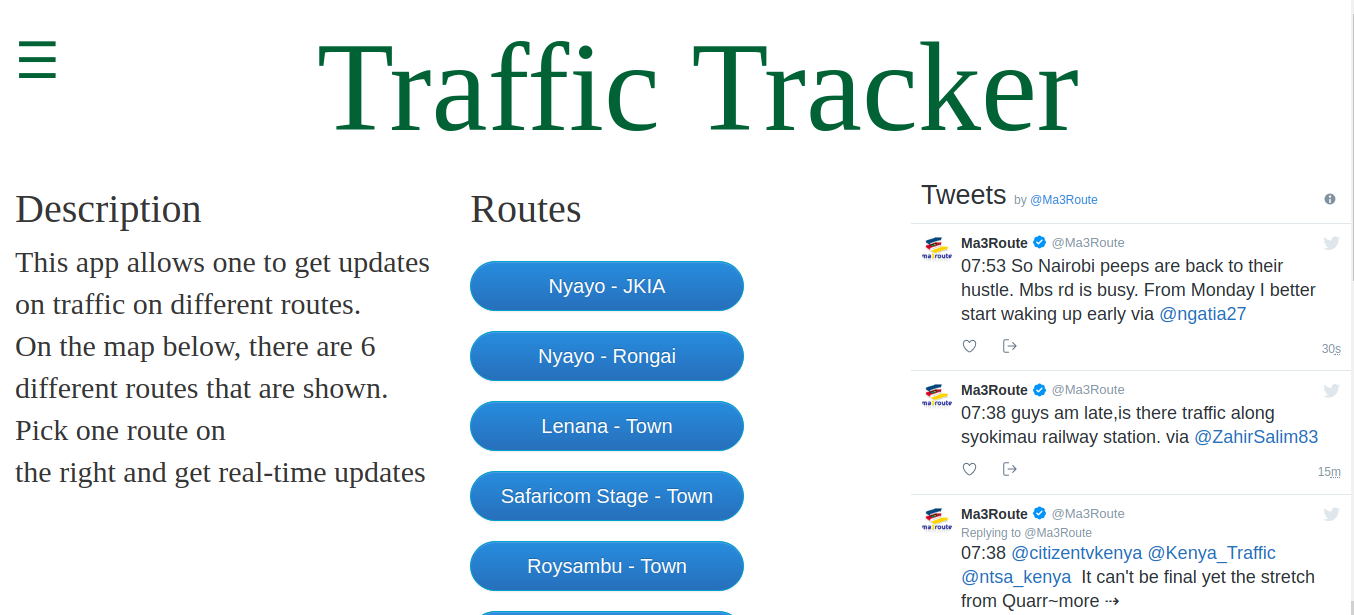 Traffic Tracker
Description
This app allows one to get updates
on traffic on different routes.
On the map below, there are 6
different routes that are shown.
Pick one route on
the right and get real-time updates
Routes
Nyayo - JKIA
Nyayo - Rongai
Lenana - Town
Safaricom Stage - Town
Roysambu - Town
Tweets by @Ma3Route
ma3route
Ma3Route @Ma3Route
07:53 So Nairobi peeps are back to their
hustle. Mbs rd is busy. From Monday I better
start waking up early via @ngatia27
30s
ma3route
Ma3Route @Ma3Route
07:38 guys am late,is there traffic along
syokimau railway station. via @ZahirSalim83
15m
ma3route
Ma3Route @Ma3Route
Replying to @Ma3Route
07:38 @citizentvkenya @Kenya_Traffic
@ntsa_kenya  It can't be final yet the stretch
from Quarr~more ⇢